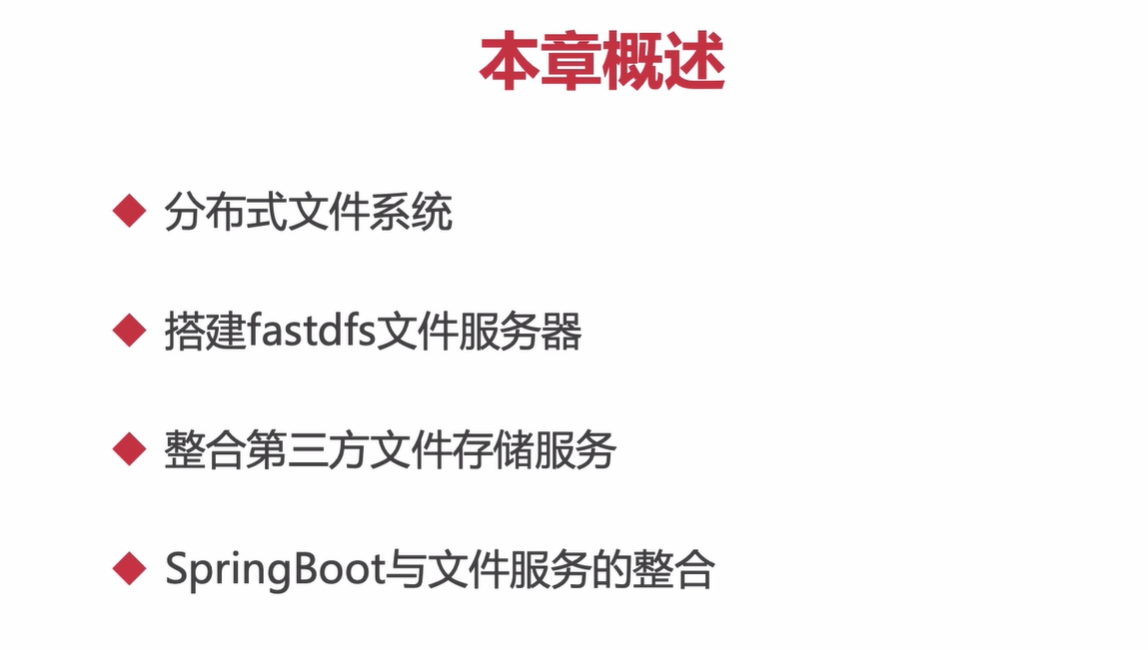 本章概述
分布式文件系统
搭建fastdfs文件服务器
整合第三方文件存储服务
SpringBoot与文件服务的整合